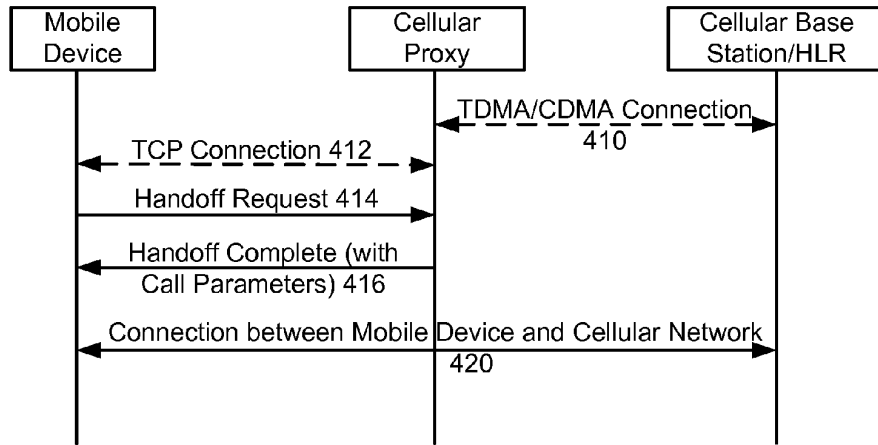 Mobile
Device
Cellular
Proxy
Cellular Base
Station/HLR
TDMA/CDMA Connection
410
TCP Connection 412
Handoff Request 414
Handoff Complete (with
Call Parameters) 416
Connection between Mobile Device and Cellular Network
420